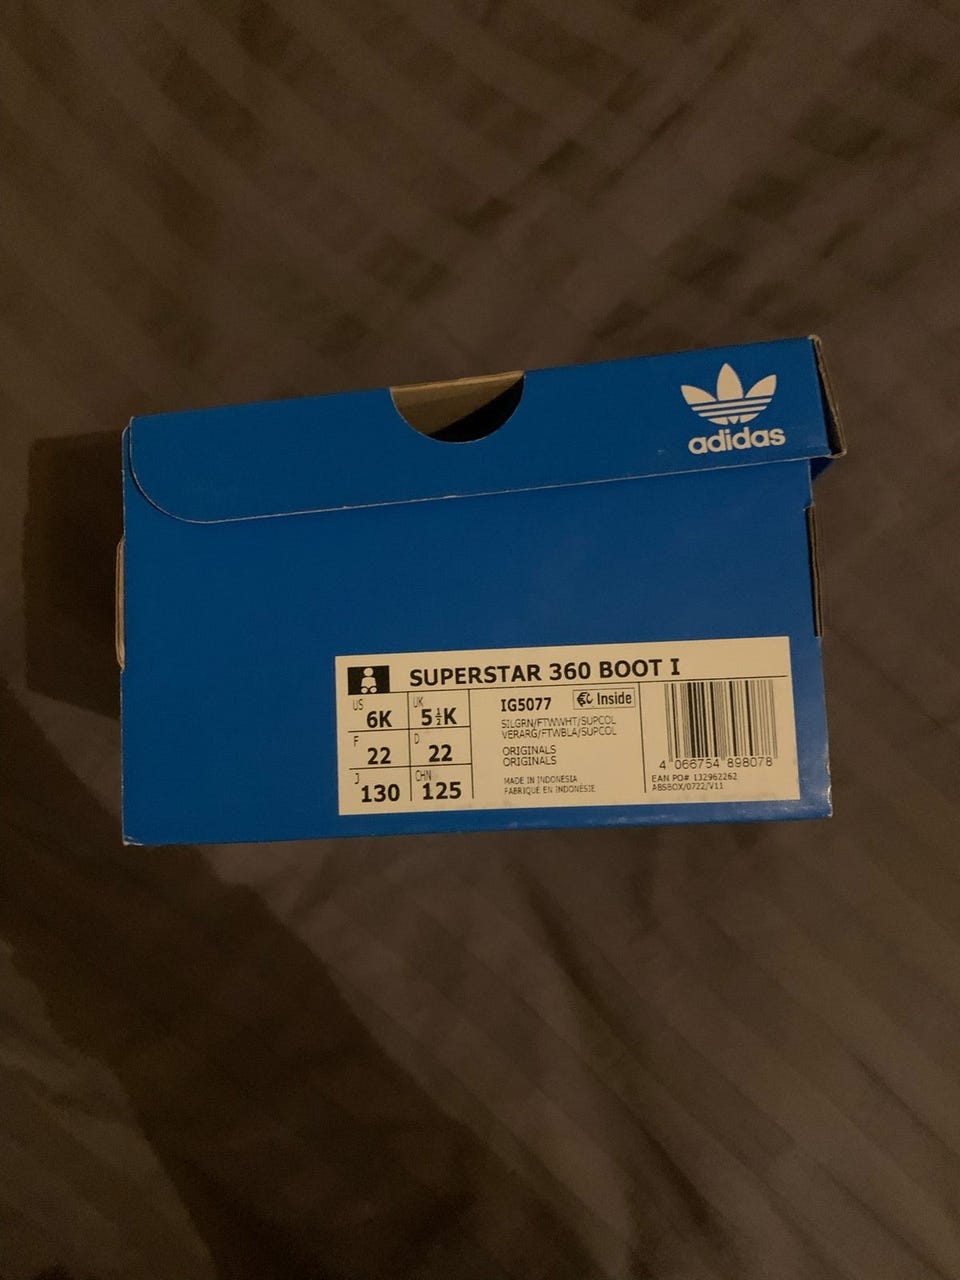 adidas
SUPERSTAR 360 BOOT I
US 6K UK 5½K
F 22 D 22
J 130 CHN 125
IG5077 Inside
SILGRN/FTWWHT/SUPCOL
VERARG/FTWBLA/SUPCOL
ORIGINALS
ORIGINALS
MADE IN INDONESIA
FABRIQUE EN INDONESIE
4 066754 898078
EAN PO# 132962262
ABSBOX/0722/V11